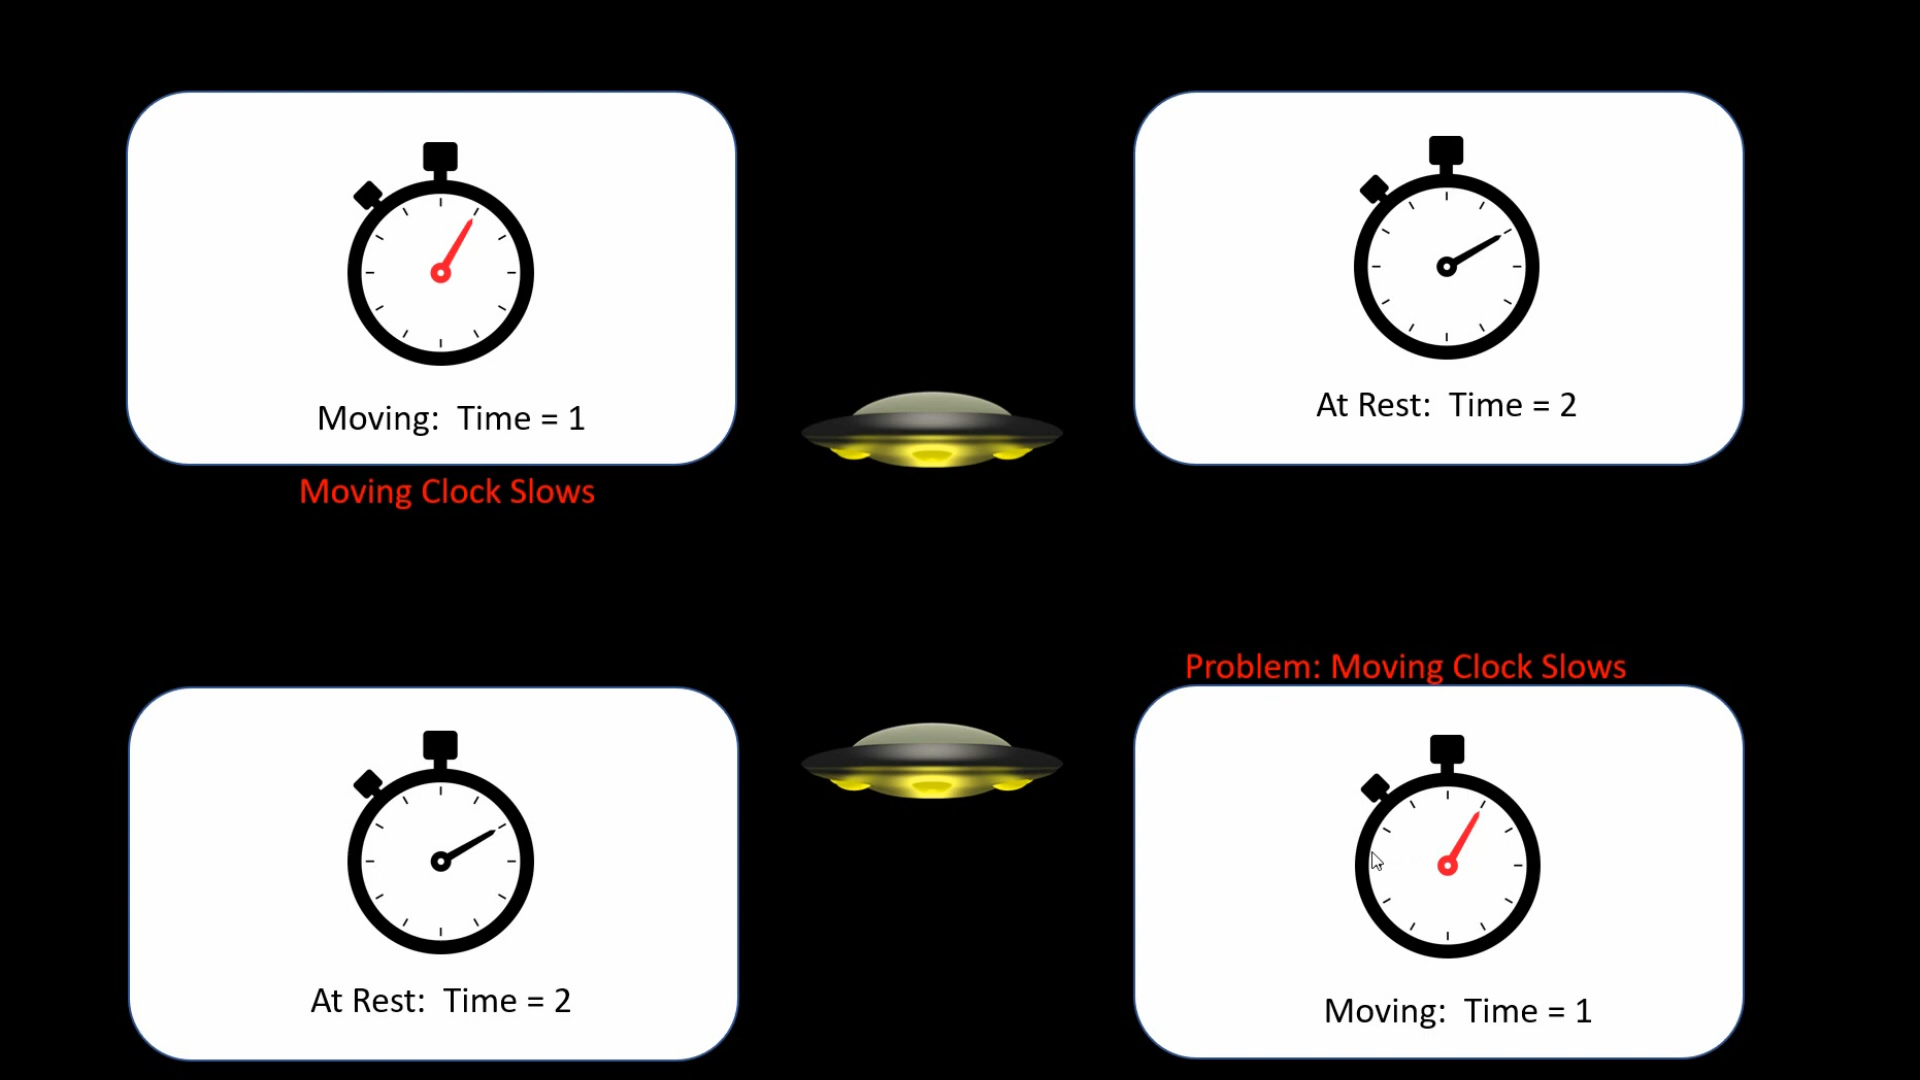 Moving:  Time = 1
At Rest:  Time = 2
Moving Clock Slows
Problem: Moving Clock Slows
At Rest:  Time = 2
Moving:  Time = 1